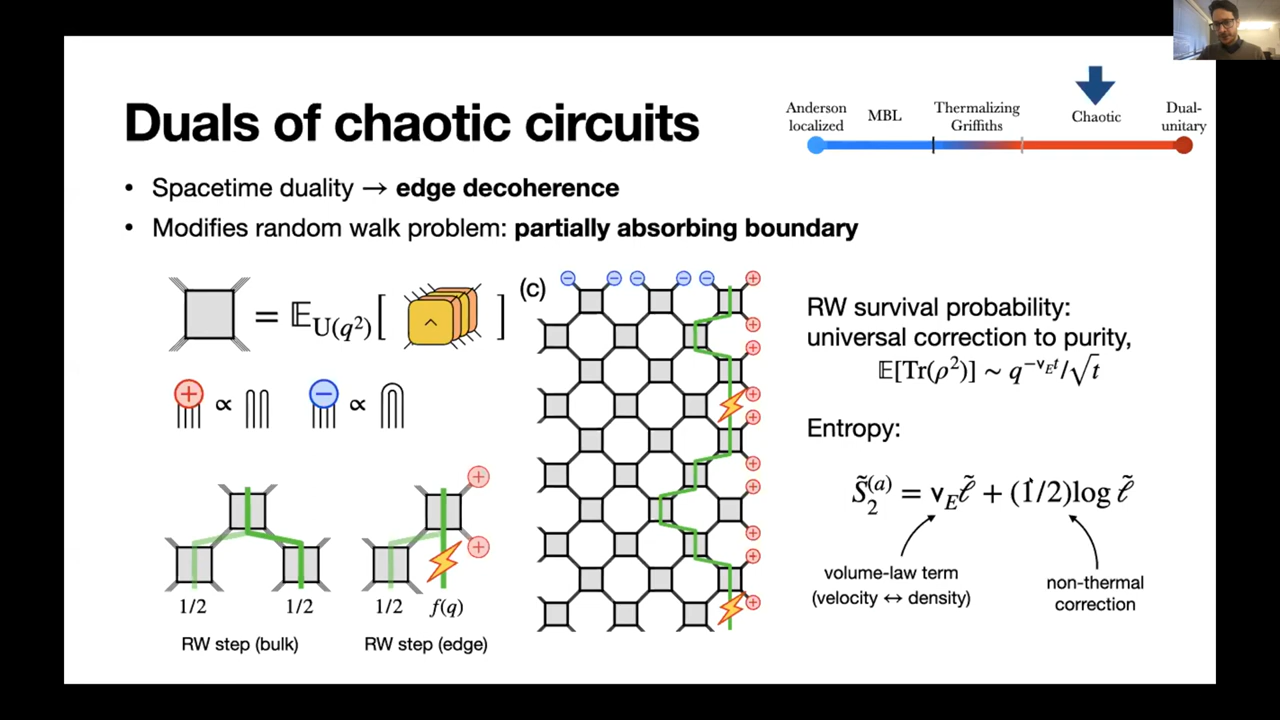 Duals of chaotic circuits
Anderson localized
MBL
Thermalizing Griffiths
Chaotic
Dual-unitary
• Spacetime duality → edge decoherence
• Modifies random walk problem: partially absorbing boundary
= 𝔼_{U(q²)}[ ]
+ ∝
− ∝
1/2 1/2
RW step (bulk)
1/2 f(q)
RW step (edge)
(c)
RW survival probability:
universal correction to purity,
𝔼[Tr(ρ²)] ~ q^{−v_E t}/√t
Entropy:
S̃₂^{(a)} = v_E ℓ̃ + (1/2)log ℓ̃
volume-law term
(velocity ↔ density)
non-thermal
correction